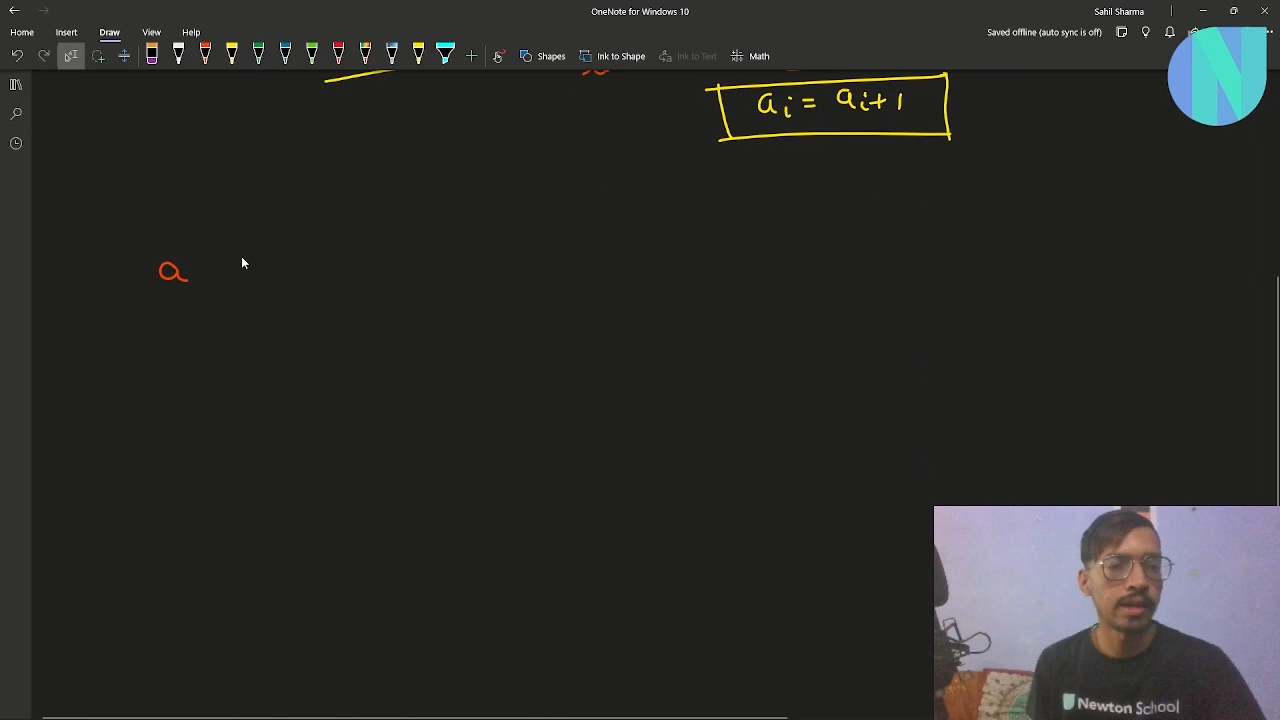 OneNote for Windows 10
Sahil Sharma
Home Insert Draw View Help
Saved offline (auto sync is off)
Shapes Ink to Shape Ink to Text Math
ai = ai+1
a
Newton School